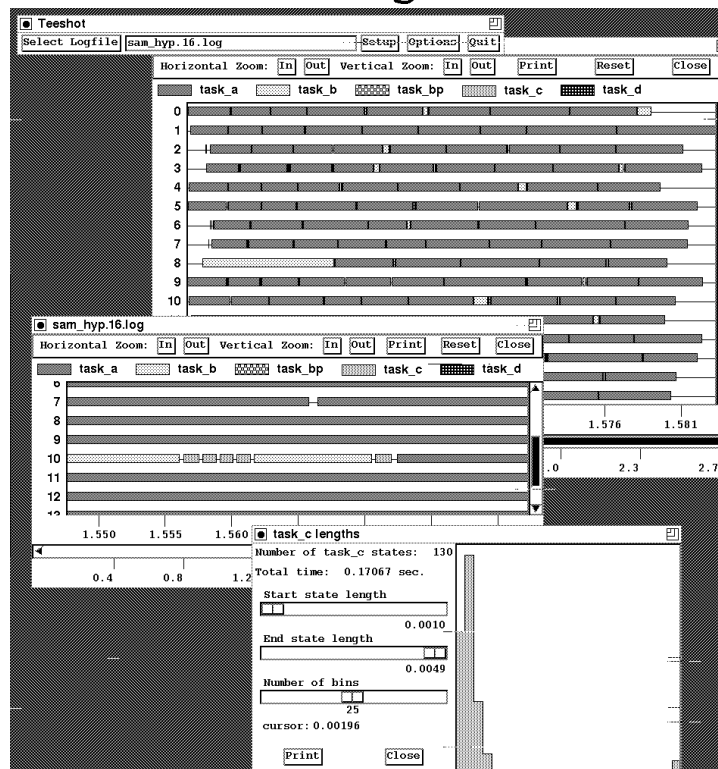 Teeshot
Select Logfile sam_hyp.16.log Setup Options Quit
Horizontal Zoom: In Out Vertical Zoom: In Out Print Reset Close
task_a task_b task_bp task_c task_d
0
1
2
3
4
5
6
7
8
9
10
1.576 1.581
2.3 2.7
sam_hyp.16.log
Horizontal Zoom: In Out Vertical Zoom: In Out Print Reset Close
task_a task_b task_bp task_c task_d
7
8
9
10
11
12
1.550 1.555 1.560
0.4 0.8 1.2
task_c lengths
Number of task_c states: 130
Total time: 0.17067 sec.
Start state length
0.0010
End state length
0.0049
Number of bins
25
cursor: 0.00196
Print Close